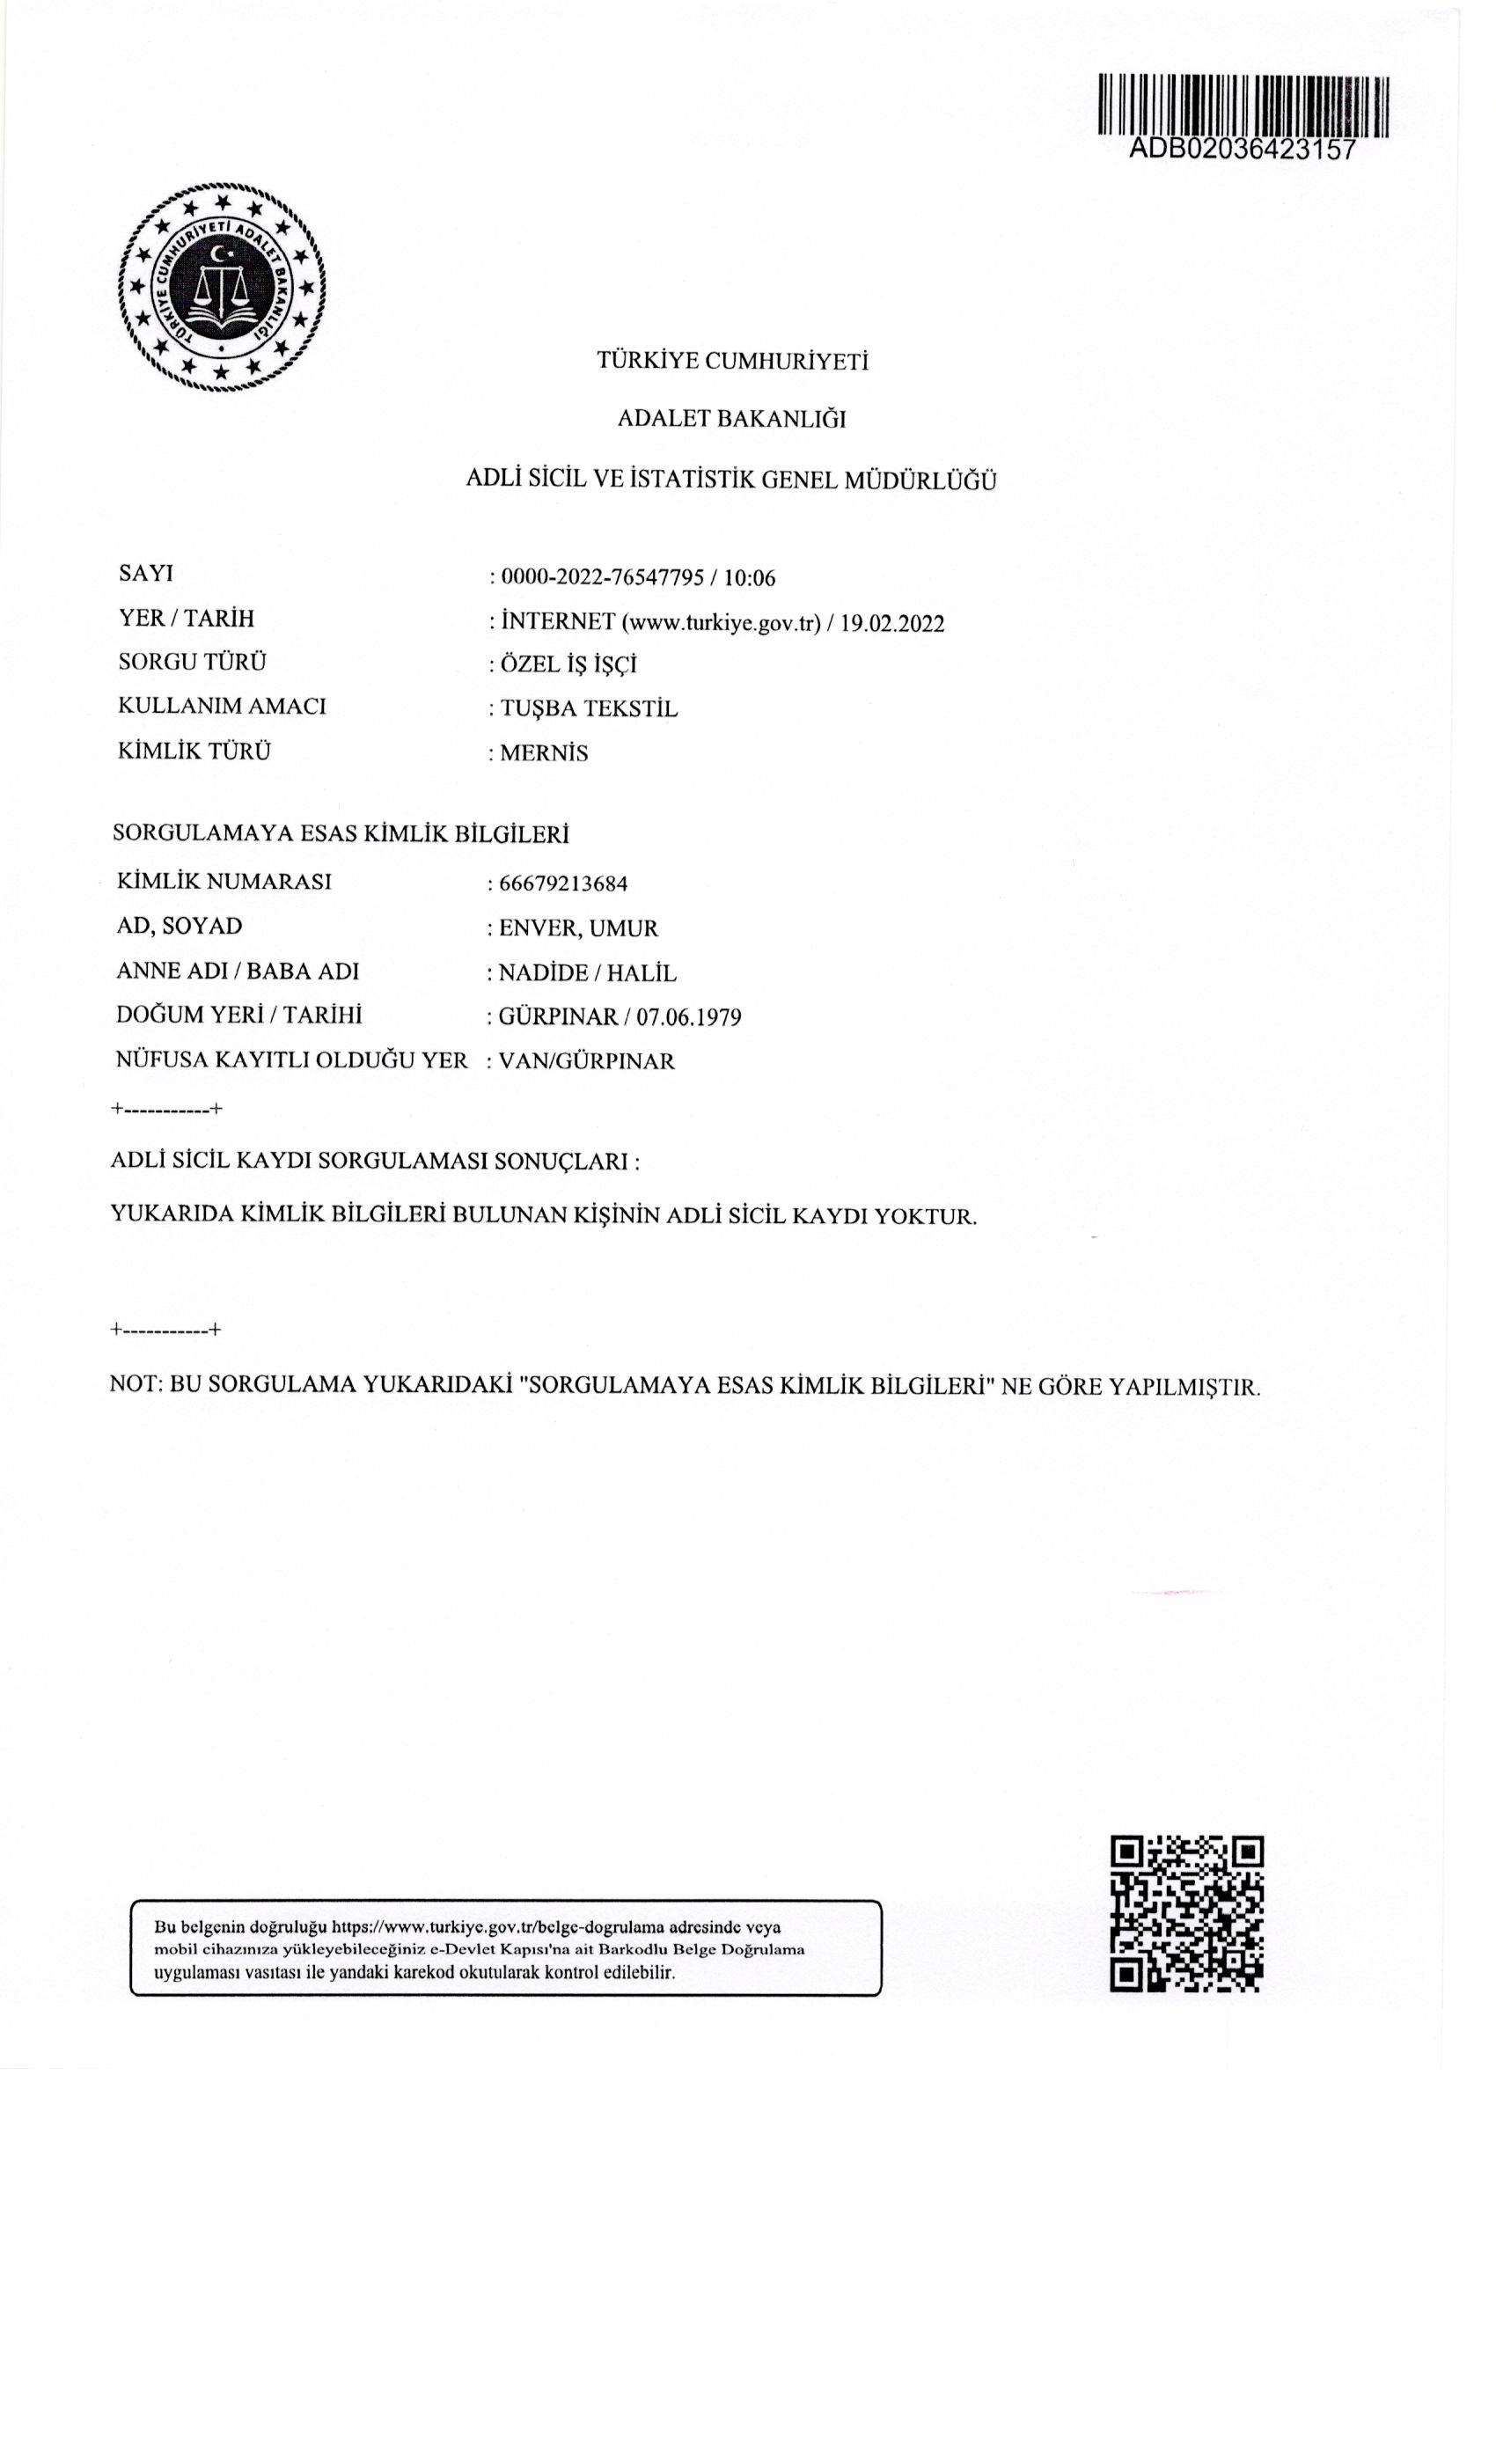 ADB02036423157
TÜRKİYE CUMHURİYETİ ADALET BAKANLIĞI
TÜRKİYE CUMHURİYETİ
ADALET BAKANLIĞI
ADLİ SİCİL VE İSTATİSTİK GENEL MÜDÜRLÜĞÜ
SAYI : 0000-2022-76547795 / 10:06
YER / TARİH : İNTERNET (www.turkiye.gov.tr) / 19.02.2022
SORGU TÜRÜ : ÖZEL İŞ İŞÇİ
KULLANIM AMACI : TUŞBA TEKSTİL
KİMLİK TÜRÜ : MERNİS
SORGULAMAYA ESAS KİMLİK BİLGİLERİ
KİMLİK NUMARASI : 66679213684
AD, SOYAD : ENVER, UMUR
ANNE ADI / BABA ADI : NADİDE / HALİL
DOĞUM YERİ / TARİHİ : GÜRPINAR / 07.06.1979
NÜFUSA KAYITLI OLDUĞU YER : VAN/GÜRPINAR
+-----------+
ADLİ SİCİL KAYDI SORGULAMASI SONUÇLARI :
YUKARIDA KİMLİK BİLGİLERİ BULUNAN KİŞİNİN ADLİ SİCİL KAYDI YOKTUR.
+-----------+
NOT: BU SORGULAMA YUKARIDAKİ "SORGULAMAYA ESAS KİMLİK BİLGİLERİ" NE GÖRE YAPILMIŞTIR.
Bu belgenin doğruluğu https://www.turkiye.gov.tr/belge-dogrulama adresinde veya
mobil cihazınıza yükleyebileceğiniz e-Devlet Kapısı'na ait Barkodlu Belge Doğrulama
uygulaması vasıtası ile yandaki karekod okutularak kontrol edilebilir.